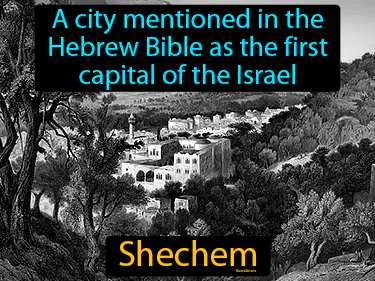 A city mentioned in the
Hebrew Bible as the first
capital of the Israel
Shechem